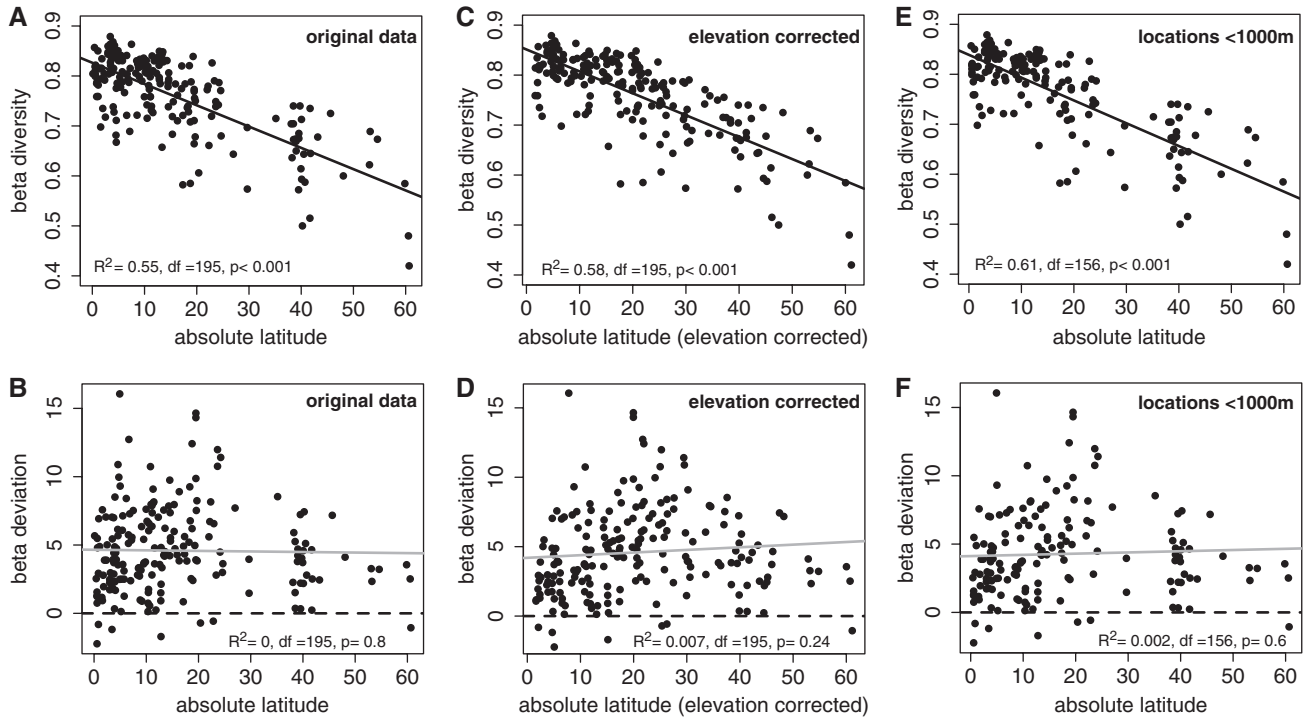 A
original data
beta diversity
0.4 0.5 0.6 0.7 0.8 0.9
R2= 0.55, df =195, p< 0.001
0 10 20 30 40 50 60
absolute latitude
C
elevation corrected
beta diversity
0.4 0.5 0.6 0.7 0.8 0.9
R2= 0.58, df =195, p< 0.001
0 10 20 30 40 50 60
absolute latitude (elevation corrected)
E
locations <1000m
beta diversity
0.4 0.5 0.6 0.7 0.8 0.9
R2= 0.61, df =156, p< 0.001
0 10 20 30 40 50 60
absolute latitude
B
original data
beta deviation
0 5 10 15
R2= 0, df =195, p= 0.8
0 10 20 30 40 50 60
absolute latitude
D
elevation corrected
beta deviation
0 5 10 15
R2= 0.007, df =195, p= 0.24
0 10 20 30 40 50 60
absolute latitude (elevation corrected)
F
locations <1000m
beta deviation
0 5 10 15
R2= 0.002, df =156, p= 0.6
0 10 20 30 40 50 60
absolute latitude